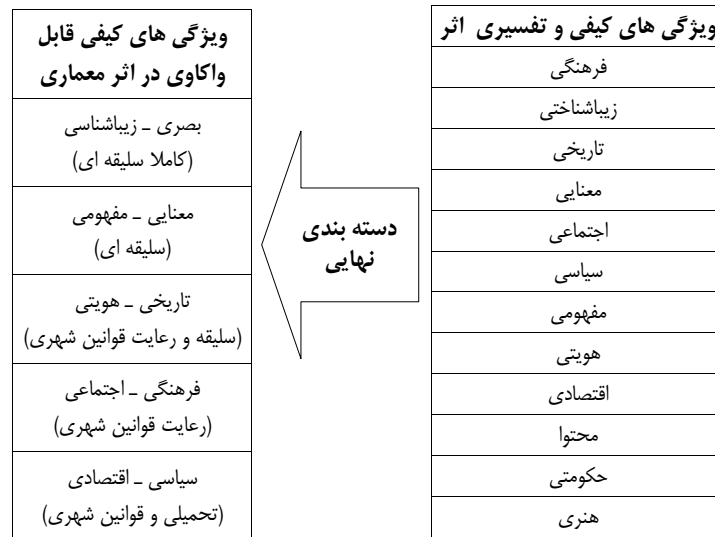 ویژگی های کیفی و تفسیری اثر
فرهنگی
زیباشناختی
تاریخی
معنایی
اجتماعی
سیاسی
مفهومی
هویتی
اقتصادی
محتوا
حکومتی
هنری
دسته بندی
نهایی
ویژگی های کیفی قابل
واکاوی در اثر معماری
بصری ـ زیباشناسی
(کاملا سلیقه ای)
معنایی ـ مفهومی
(سلیقه ای)
تاریخی ـ هویتی
(سلیقه و رعایت قوانین شهری)
فرهنگی ـ اجتماعی
(رعایت قوانین شهری)
سیاسی ـ اقتصادی
(تحمیلی و قوانین شهری)